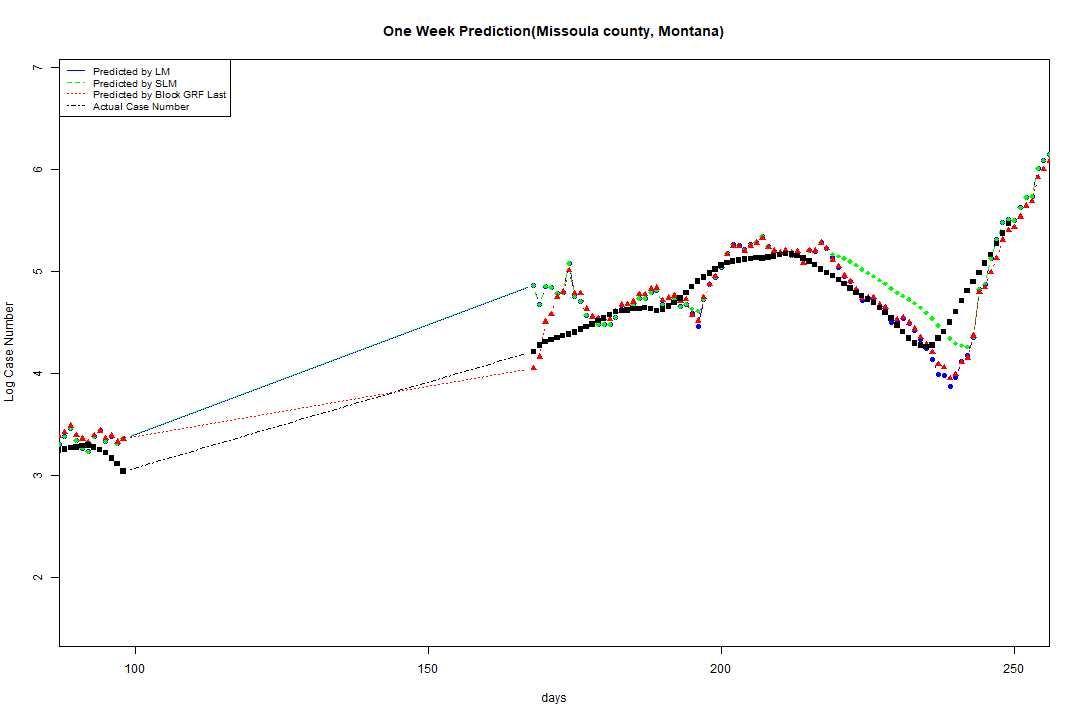 One Week Prediction(Missoula county, Montana)
Predicted by LM
Predicted by SLM
Predicted by Block GRF Last
Actual Case Number
7
6
5
4
3
2
Log Case Number
100 150 200 250
days